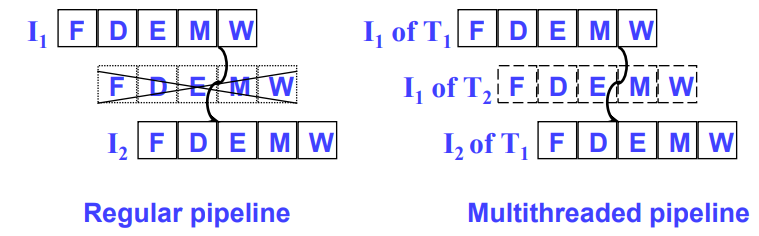 I1 F D E M W
I1 of T1 F D E M W
F D E M W
I1 of T2 F D E M W
I2 F D E M W
I2 of T1 F D E M W
Regular pipeline
Multithreaded pipeline